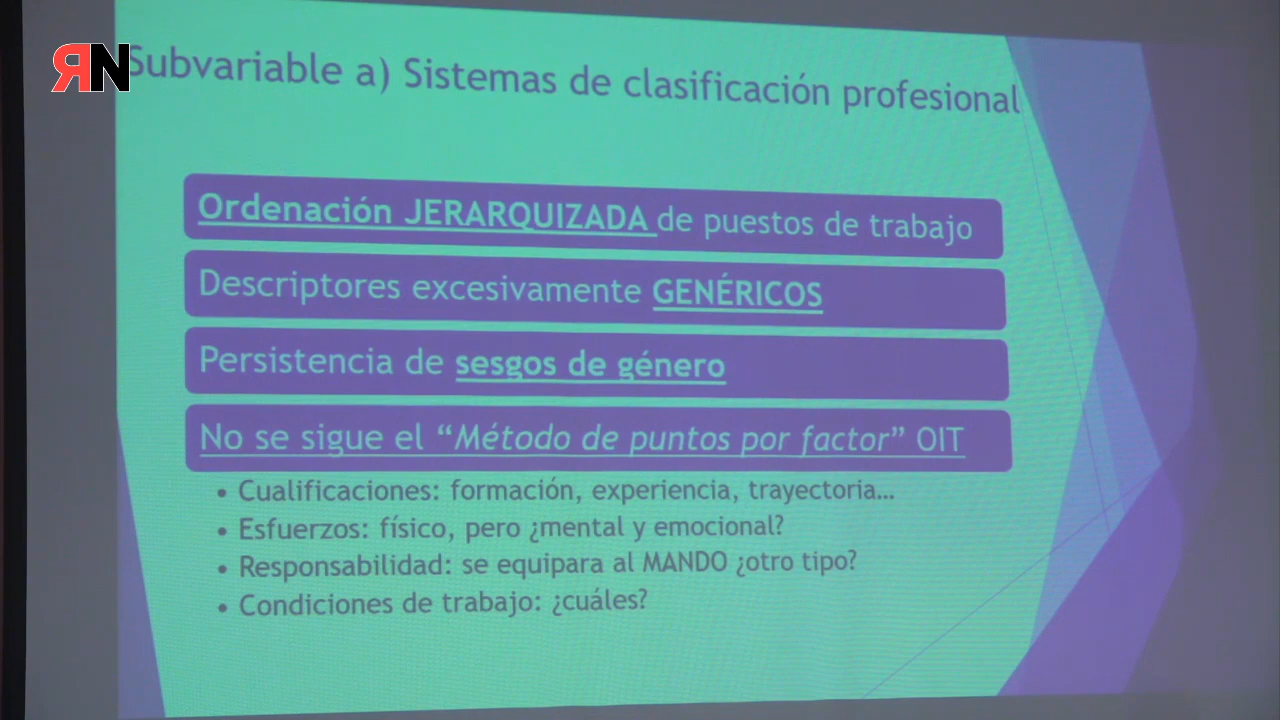 ЯN
Subvariable a) Sistemas de clasificación profesional
Ordenación JERARQUIZADA de puestos de trabajo
Descriptores excesivamente GENÉRICOS
Persistencia de sesgos de género
No se sigue el “Método de puntos por factor” OIT
• Cualificaciones: formación, experiencia, trayectoria…
• Esfuerzos: físico, pero ¿mental y emocional?
• Responsabilidad: se equipara al MANDO ¿otro tipo?
• Condiciones de trabajo: ¿cuáles?